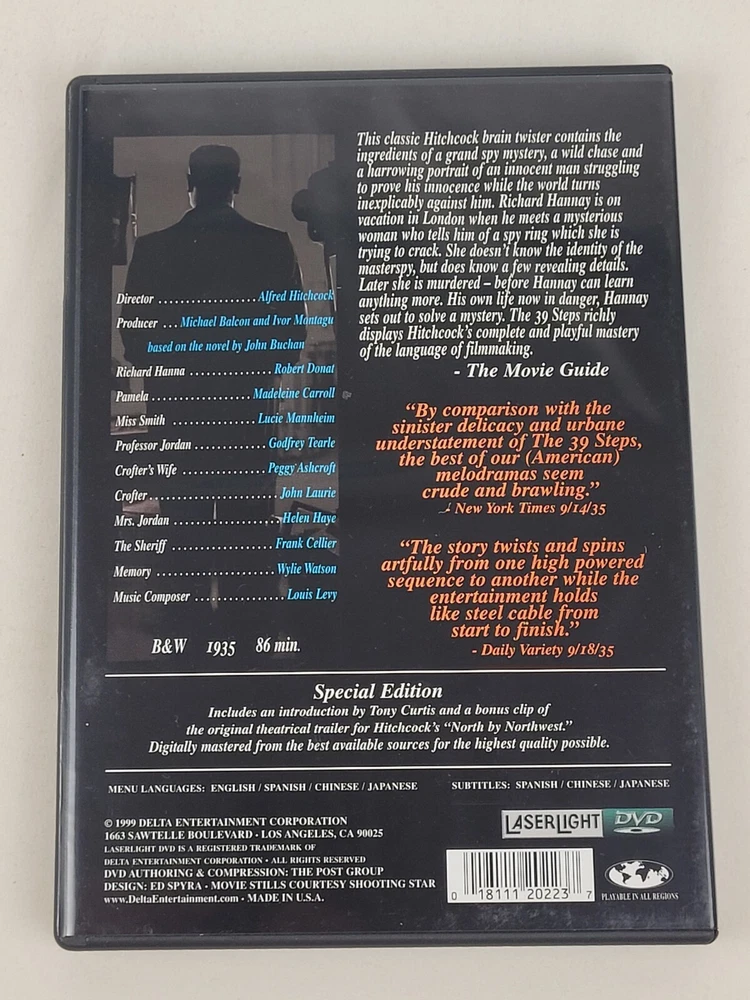 This classic Hitchcock brain twister contains the
ingredients of a grand spy mystery, a wild chase and
a harrowing portrait of an innocent man struggling
to prove his innocence while the world turns
inexplicably against him. Richard Hannay is on
vacation in London when he meets a mysterious
woman who tells him of a spy ring which she is
trying to crack. She doesn't know the identity of the
masterspy, but does know a few revealing details.
Later she is murdered – before Hannay can learn
anything more. His own life now in danger, Hannay
sets out to solve a mystery. The 39 Steps richly
displays Hitchcock's complete and playful mastery
of the language of filmmaking.
- The Movie Guide
Director ................. Alfred Hitchcock
Producer ... Michael Balcon and Ivor Montagu
based on the novel by John Buchan
Richard Hanna ............. Robert Donat
Pamela ................. Madeleine Carroll
Miss Smith ............. Lucie Mannheim
Professor Jordan ............ Godfrey Tearle
Crofter's Wife ............ Peggy Ashcroft
Crofter .................... John Laurie
Mrs. Jordan ................ Helen Haye
The Sheriff ................ Frank Cellier
Memory ................... Wylie Watson
Music Composer .............. Louis Levy
B&W 1935 86 min.
"By comparison with the
sinister delicacy and urbane
understatement of The 39 Steps,
the best of our (American)
melodramas seem
crude and brawling."
- New York Times 9/14/35
"The story twists and spins
artfully from one high powered
sequence to another while the
entertainment holds
like steel cable from
start to finish."
- Daily Variety 9/18/35
Special Edition
Includes an introduction by Tony Curtis and a bonus clip of
the original theatrical trailer for Hitchcock's "North by Northwest."
Digitally mastered from the best available sources for the highest quality possible.
MENU LANGUAGES: ENGLISH / SPANISH / CHINESE / JAPANESE
SUBTITLES: SPANISH / CHINESE / JAPANESE
© 1999 DELTA ENTERTAINMENT CORPORATION
1663 SAWTELLE BOULEVARD • LOS ANGELES, CA 90025
LASERLIGHT DVD IS A REGISTERED TRADEMARK OF
DELTA ENTERTAINMENT CORPORATION • ALL RIGHTS RESERVED
DVD AUTHORING & COMPRESSION: THE POST GROUP
DESIGN: ED SPYRA • MOVIE STILLS COURTESY SHOOTING STAR
www.DeltaEntertainment.com • MADE IN U.S.A.
LASERLIGHT DVD
0 18111 20223 7
PLAYABLE IN ALL REGIONS